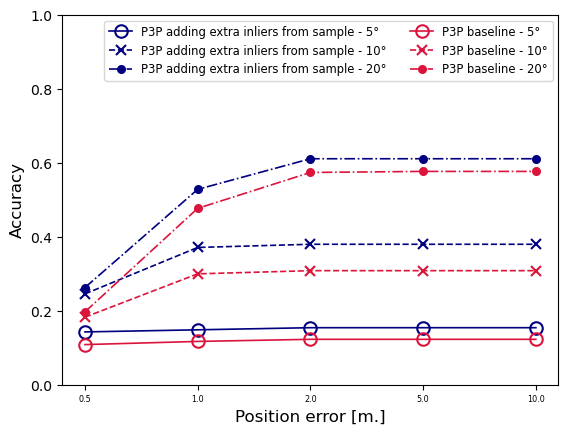 P3P adding extra inliers from sample - 5°
P3P adding extra inliers from sample - 10°
P3P adding extra inliers from sample - 20°
P3P baseline - 5°
P3P baseline - 10°
P3P baseline - 20°
1.0
0.8
0.6
0.4
0.2
0.0
Accuracy
0.5 1.0 2.0 5.0 10.0
Position error [m.]